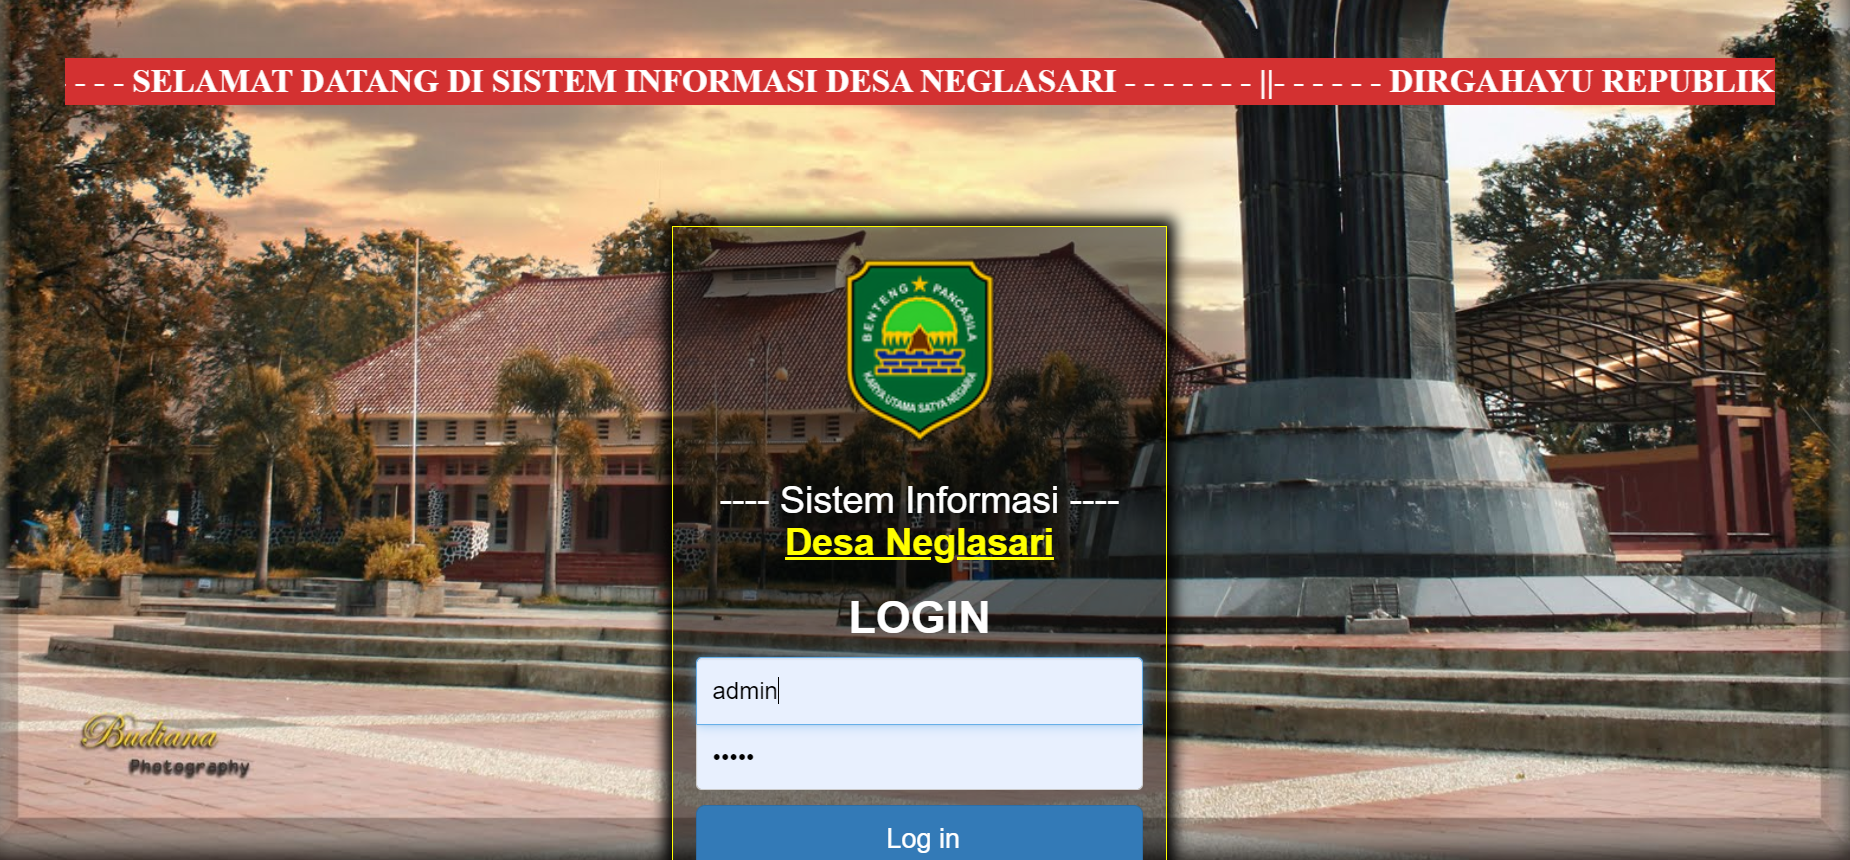 - - - SELAMAT DATANG DI SISTEM INFORMASI DESA NEGLASARI - - - - - - - ||- - - - - - DIRGAHAYU REPUBLIK
BENTENG PANCASILA
KARYA UTAMA SATYA NEGARA
---- Sistem Informasi ----
Desa Neglasari
LOGIN
admin
•••••
Log in
Budiana
Photography